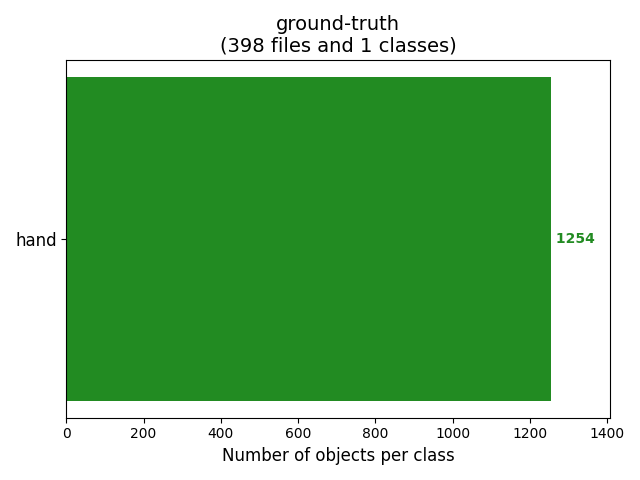 ground-truth
(398 files and 1 classes)
hand
1254
0 200 400 600 800 1000 1200 1400
Number of objects per class